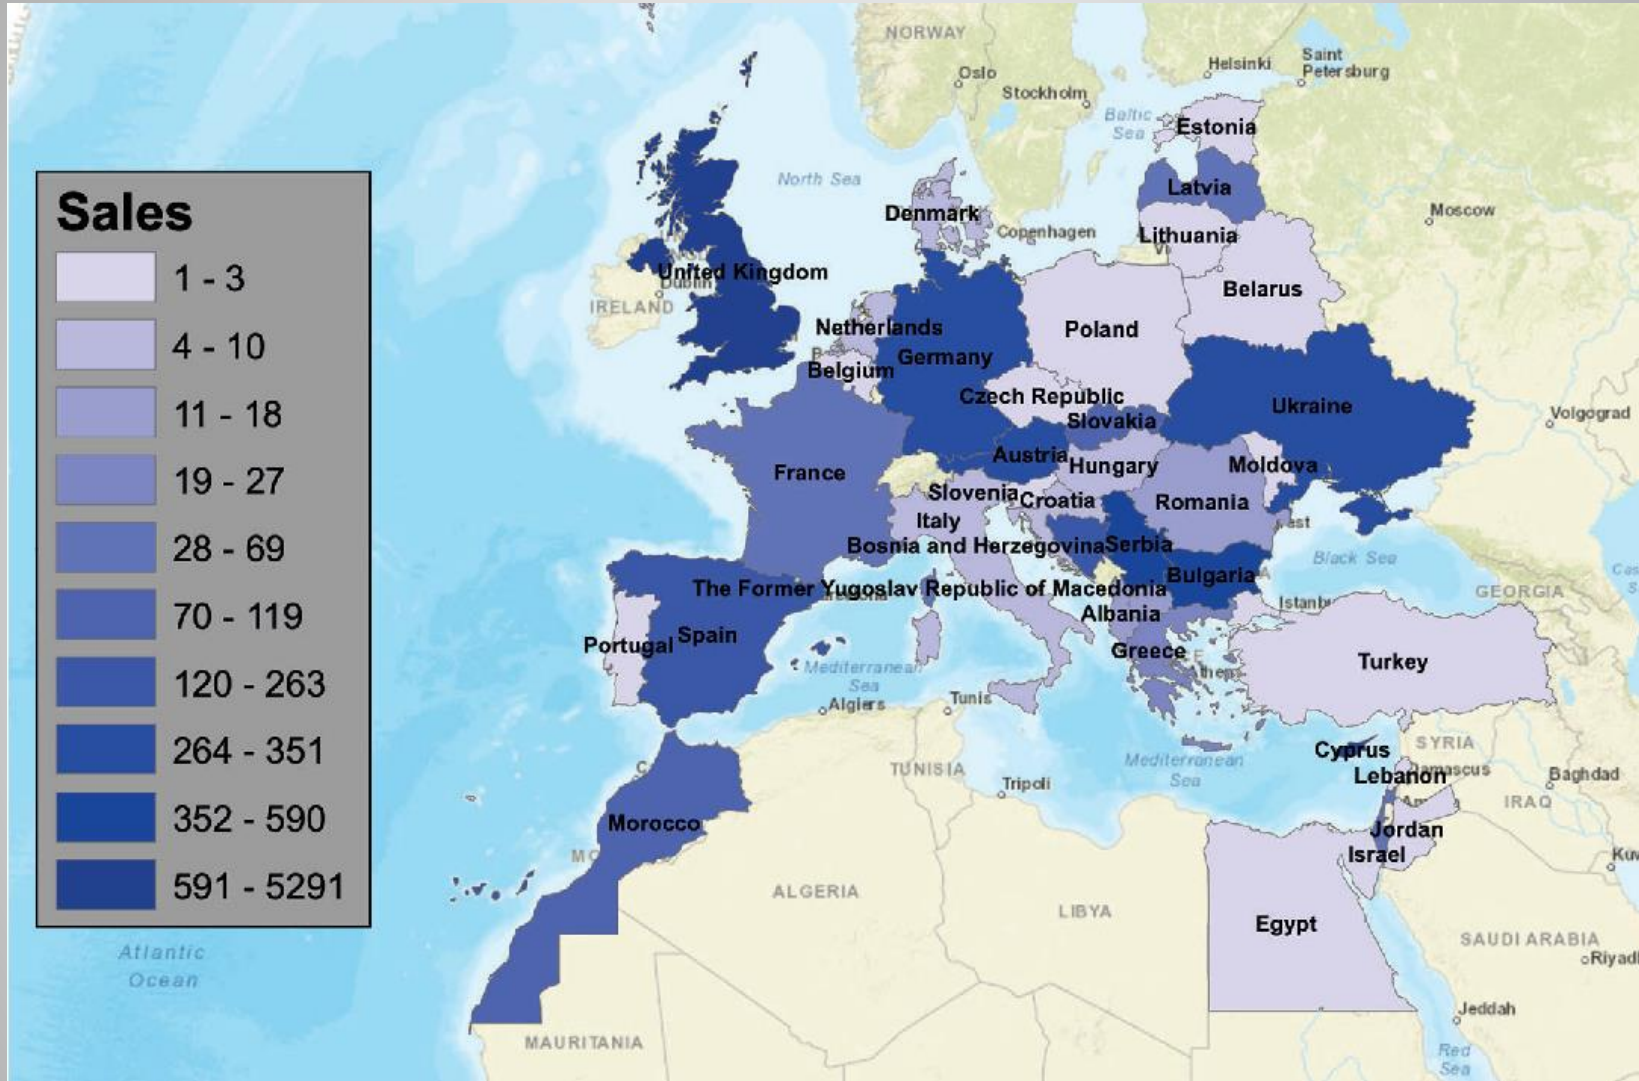 Sales
1 - 3
4 - 10
11 - 18
19 - 27
28 - 69
70 - 119
120 - 263
264 - 351
352 - 590
591 - 5291
NORWAY
Oslo
Stockholm
Helsinki
Saint
Petersburg
Baltic
Sea
Estonia
North Sea
Latvia
Moscow
Denmark
Copenhagen
Lithuania
United Kingdom
Dublin
IRELAND
Belarus
Netherlands
Poland
Germany
Belgium
Czech Republic
Slovakia
Ukraine
Volgograd
Austria
Hungary
Moldova
France
Slovenia
Croatia
Romania
Italy
Bosnia and Herzegovina
Serbia
Black Sea
Bulgaria
The Former Yugoslav Republic of Macedonia
GEORGIA
Albania
Portugal
Spain
Greece
Turkey
Mediterranean
Sea
Algiers
Tunis
Cyprus
SYRIA
Mediterranean
Sea
Lebanon
Damascus
Baghdad
TUNISIA
Tripoli
IRAQ
Morocco
Jordan
Israel
ALGERIA
LIBYA
Egypt
SAUDI ARABIA
Atlantic
Ocean
Jeddah
MAURITANIA
Red
Sea